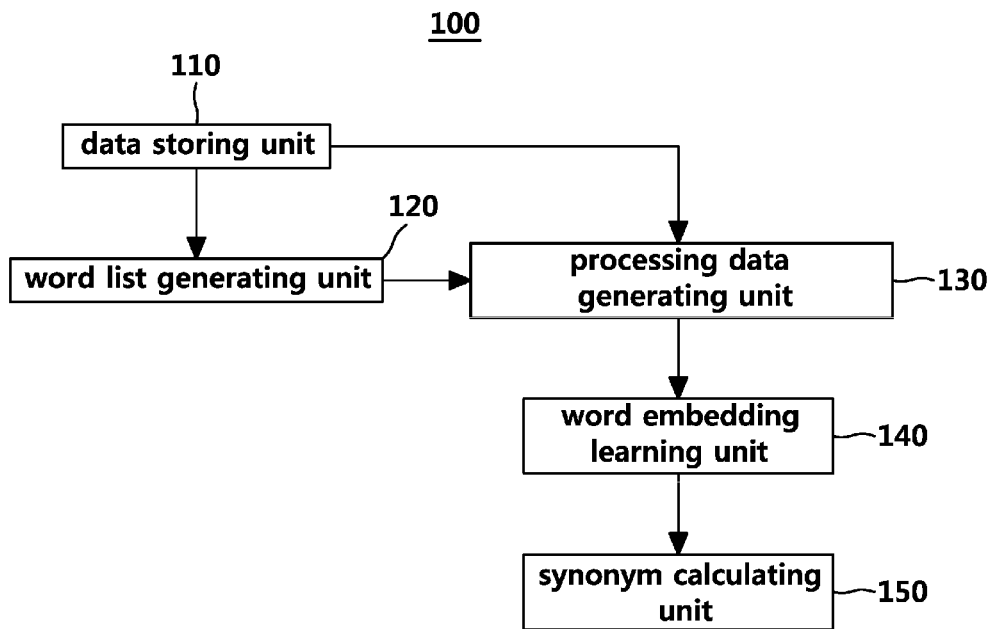 100
110
data storing unit
120
word list generating unit
processing data
generating unit
130
word embedding
learning unit
140
synonym calculating
unit
150